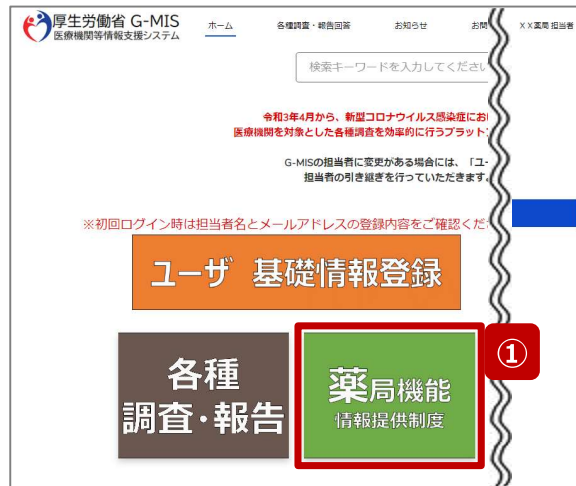 厚生労働省 G-MIS
医療機関等情報支援システム
ホーム 各種調査・報告回答 お知らせ お問 XX薬局 担当者
検索キーワードを入力してください
令和3年4月から、新型コロナウイルス感染症にお
医療機関を対象とした各種調査を効率的に行うプラット
G-MISの担当者に変更がある場合には、「ユー
担当者の引き継ぎを行っていただきます。
※初回ログイン時は担当者名とメールアドレスの登録内容をご確認くだ
ユーザ 基礎情報登録
①
各種
調査・報告
薬局機能
情報提供制度